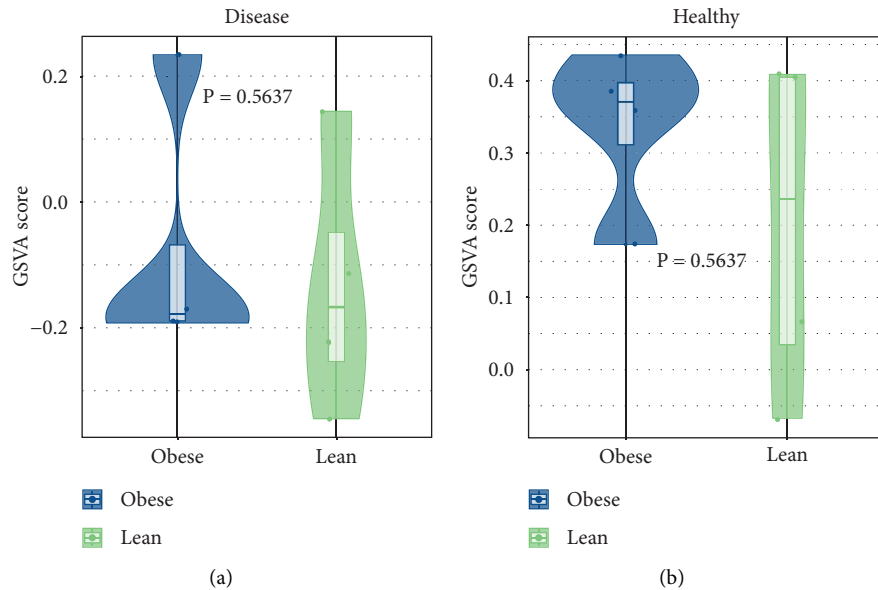 Disease
GSVA score
0.2
0.0
−0.2
P = 0.5637
Obese
Lean
Obese
Lean
(a)
Healthy
GSVA score
0.4
0.3
0.2
0.1
0.0
P = 0.5637
Obese
Lean
Obese
Lean
(b)